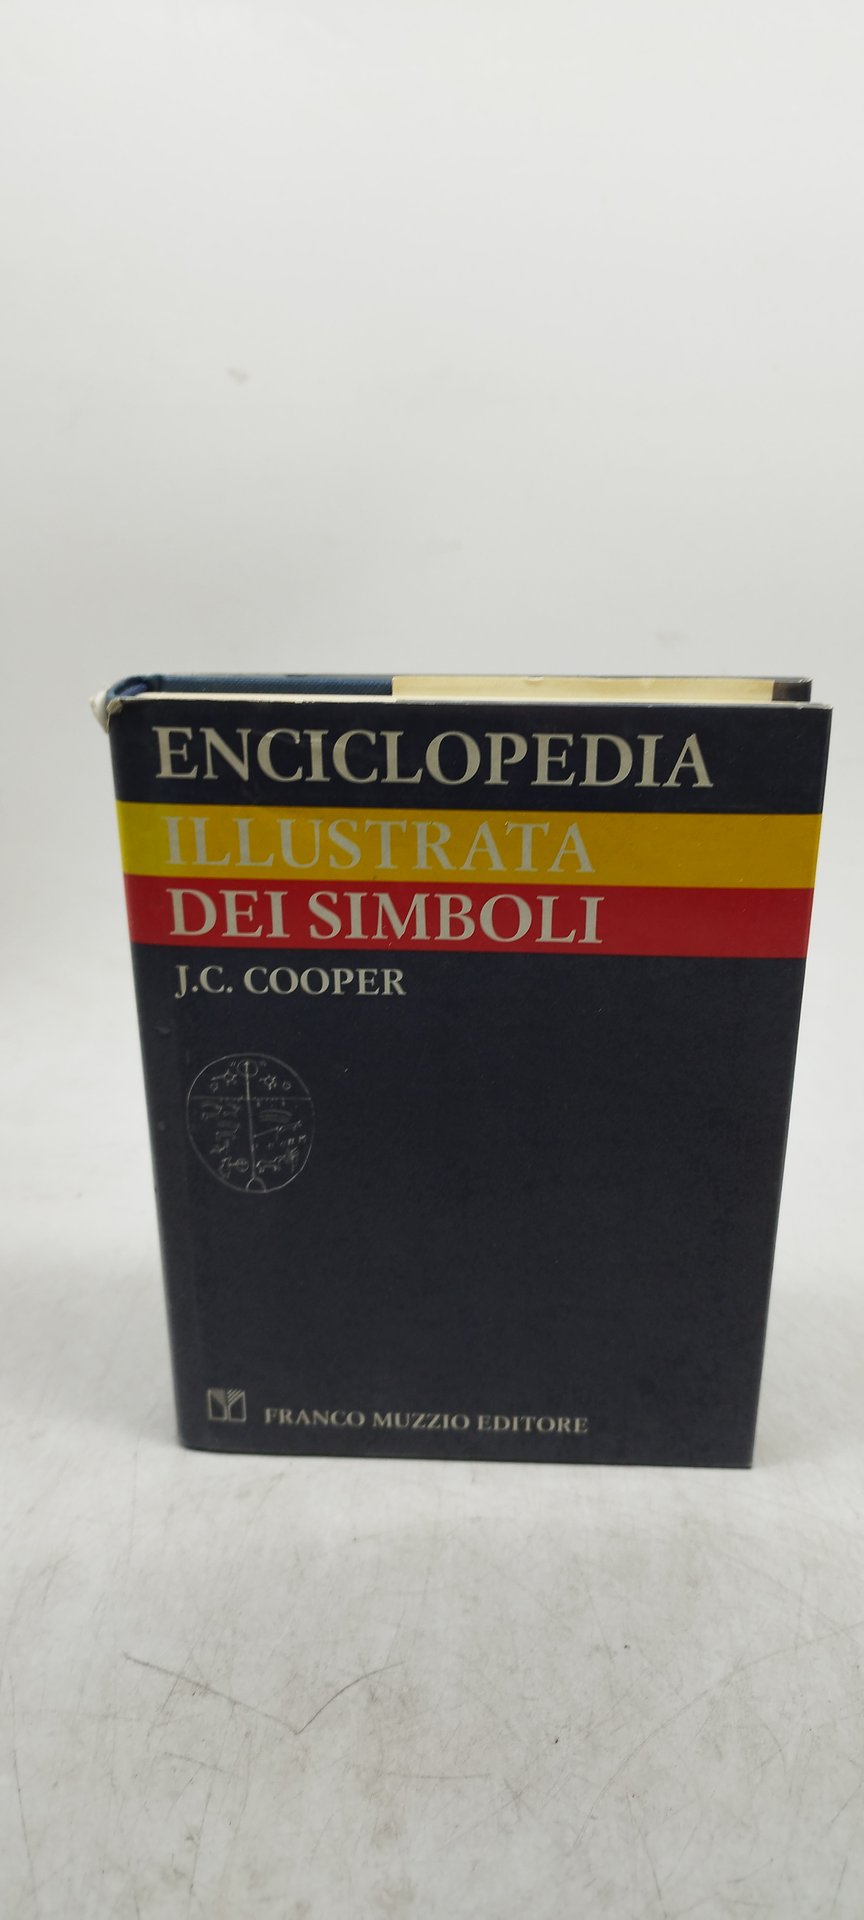 ENCICLOPEDIA
ILLUSTRATA
DEI SIMBOLI
J.C. COOPER
FRANCO MUZZIO EDITORE